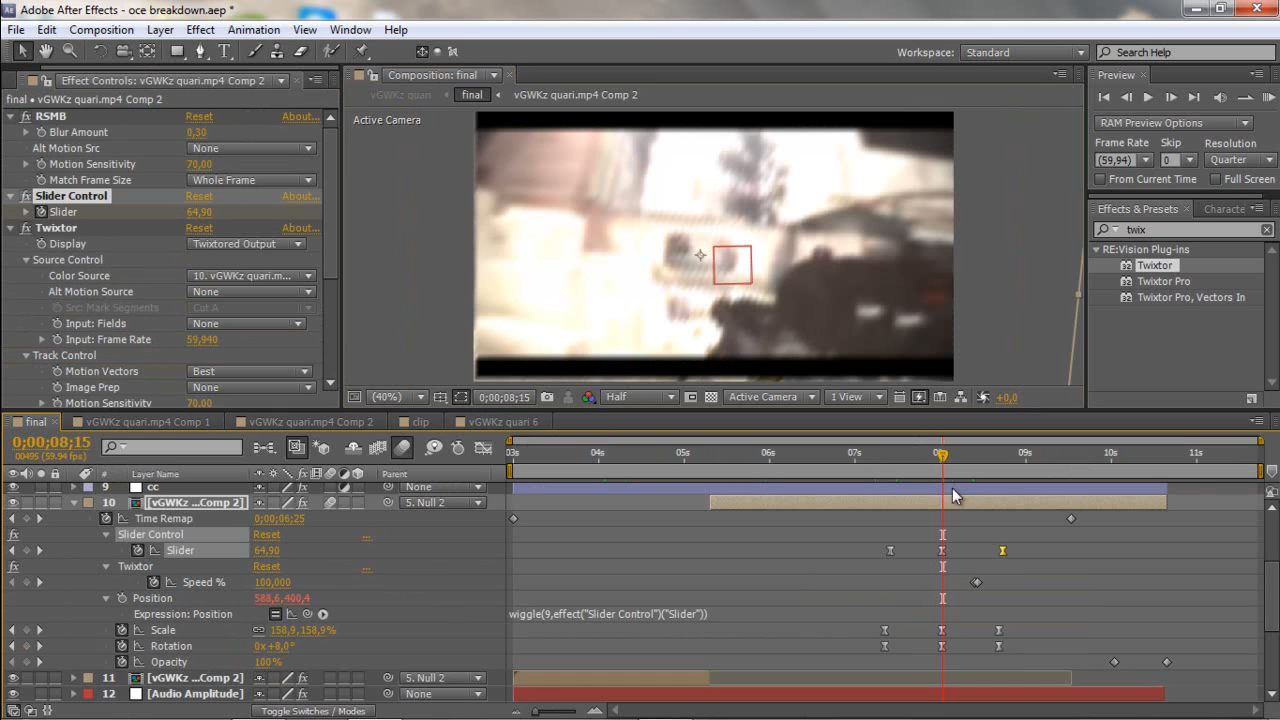 Adobe After Effects - oce breakdown.aep *
File Edit Composition Layer Effect Animation View Window Help
Workspace: Standard Search Help
Effect Controls: vGWKz quari.mp4 Comp 2
final • vGWKz quari.mp4 Comp 2
fx RSMB Reset About...
Blur Amount 0,30
Alt Motion Src None
Motion Sensitivity 70,00
Match Frame Size Whole Frame
fx Slider Control Reset About...
Slider 64,90
fx Twixtor Reset About...
Display Twixtored Output
Source Control
Color Source 10. vGWKz quari.m...
Alt Motion Source None
Src: Mark Segments Cut A
Input: Fields None
Input: Frame Rate 59,940
Track Control
Motion Vectors Best
Image Prep None
Motion Sensitivity 70,00
Composition: final
vGWKz quari final vGWKz quari.mp4 Comp 2
Active Camera
(40%) 0;00;08;15 Half Active Camera 1 View +0,0
Preview
RAM Preview Options
Frame Rate Skip Resolution
(59,94) 0 Quarter
From Current Time Full Screen
Effects & Presets Characte
twix
RE:Vision Plug-ins
32 Twixtor
32 Twixtor Pro
32 Twixtor Pro, Vectors In
final vGWKz quari.mp4 Comp 1 vGWKz quari.mp4 Comp 2 clip vGWKz quari 6
0;00;08;15
00495 (59.94 fps)
03s 04s 05s 06s 07s 09s 10s 11s
# Layer Name Parent
9 cc None
10 [vGWKz ...Comp 2] fx 5. Null 2
Time Remap 0;00;06;25
fx Slider Control Reset ...
Slider 64,90
fx Twixtor Reset ...
Speed % 100,000
Position 588,6,400,4
Expression: Position wiggle(9,effect("Slider Control")("Slider"))
Scale 158,9,158,9%
Rotation 0x+8,0°
Opacity 100%
11 [vGWKz ...Comp 2] fx 5. Null 2
12 [Audio Amplitude] fx None
Toggle Switches / Modes